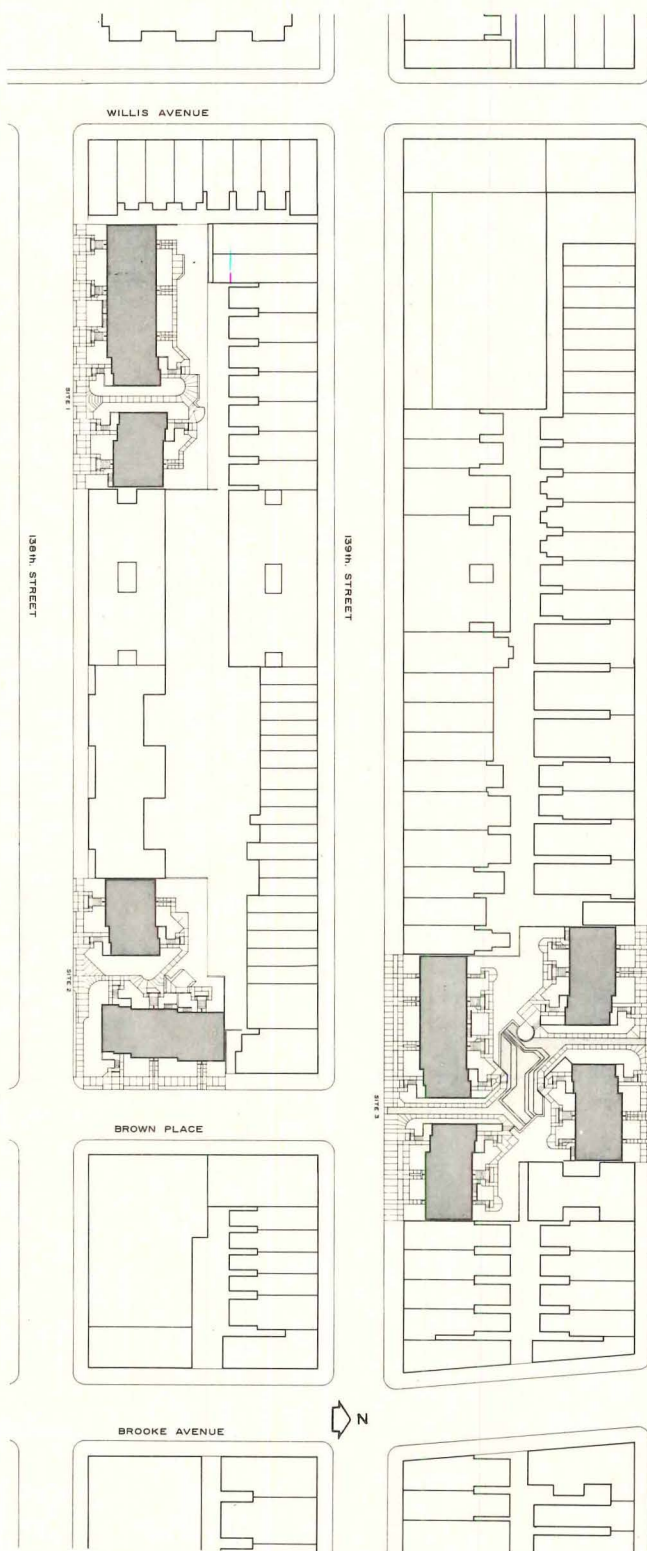 WILLIS AVENUE
SITE 1
138th. STREET
139th. STREET
SITE 2
SITE 3
BROWN PLACE
N
BROOKE AVENUE